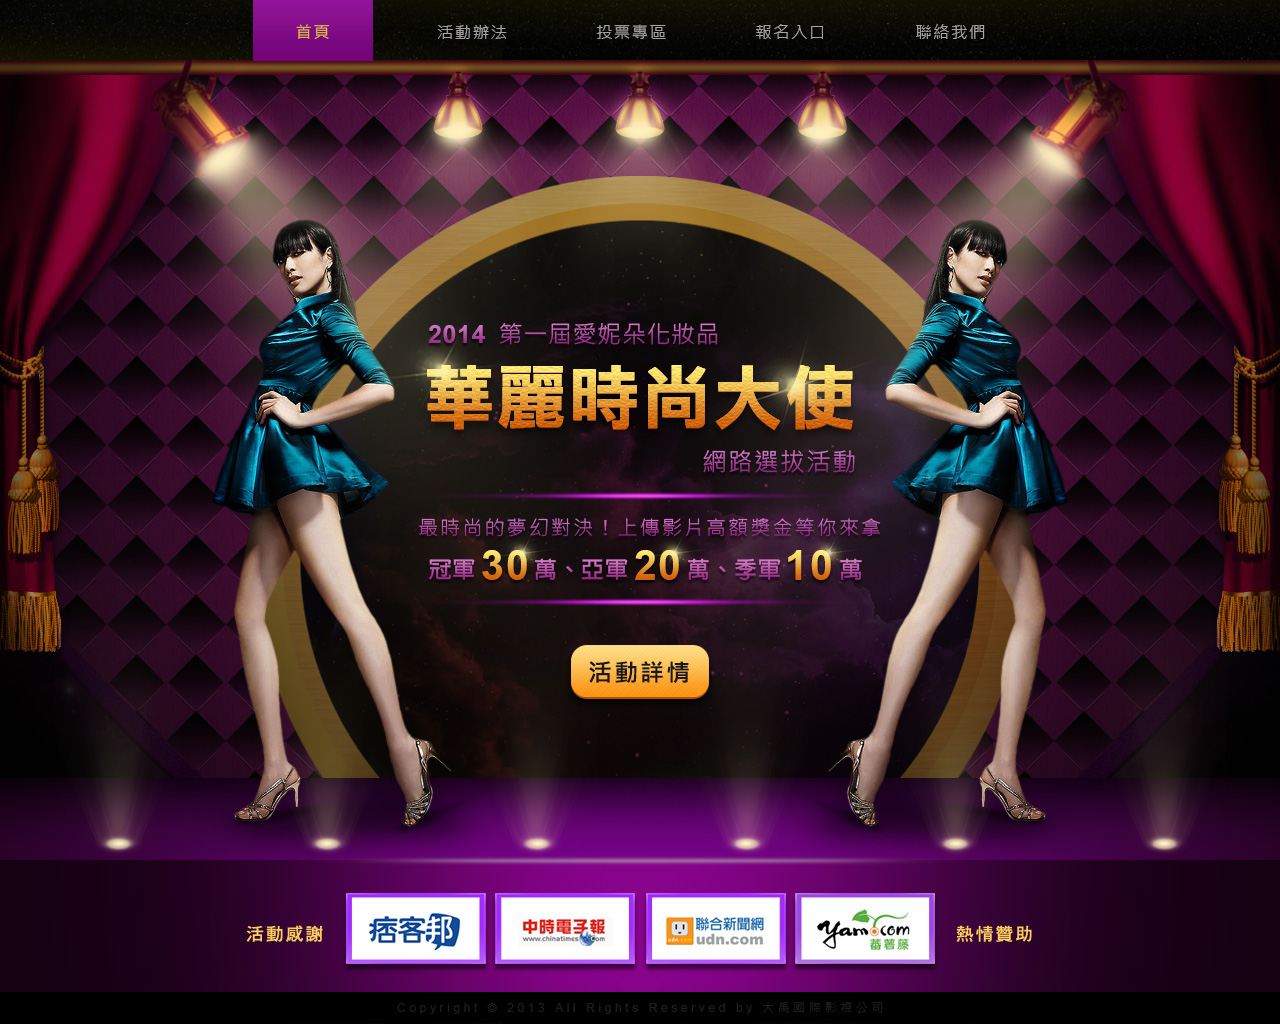 首頁 活動辦法 投票專區 報名入口 聯絡我們
2014 第一屆愛妮朵化妝品
華麗時尚大使
網路選拔活動
最時尚的夢幻對決！上傳影片高額獎金等你來拿
冠軍30萬、亞軍20萬、季軍10萬
活動詳情
活動感謝
痞客邦
中時電子報
www.chinatimes.com
聯合新聞網
udn.com
yam.com
蕃薯藤
熱情贊助
Copyright © 2013 All Rights Reserved by 大禹國際影視公司